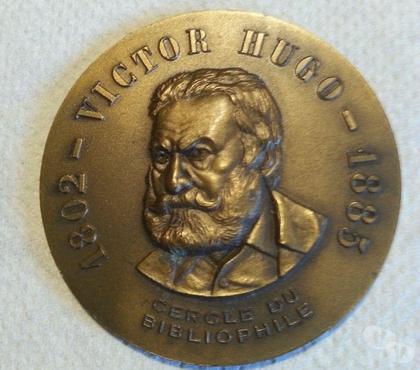 1802 - VICTOR HUGO - 1885
CERCLE DU
BIBLIOPHILE